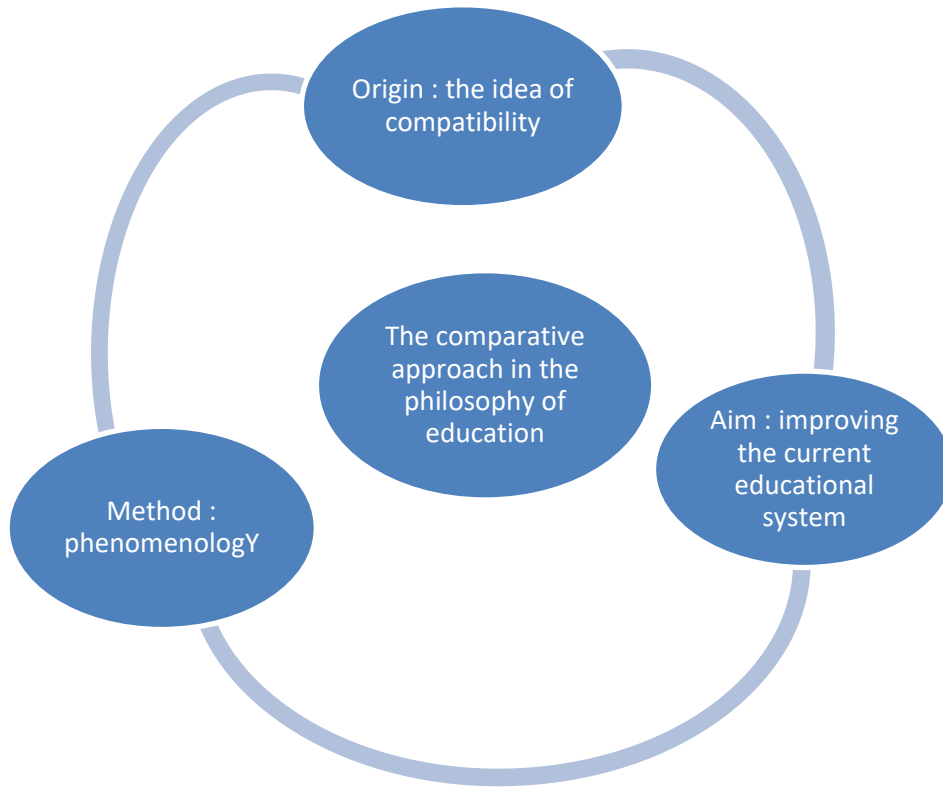 Origin : the idea of
compatibility
The comparative
approach in the
philosophy of
education
Aim : improving
the current
educational
system
Method :
phenomenologY